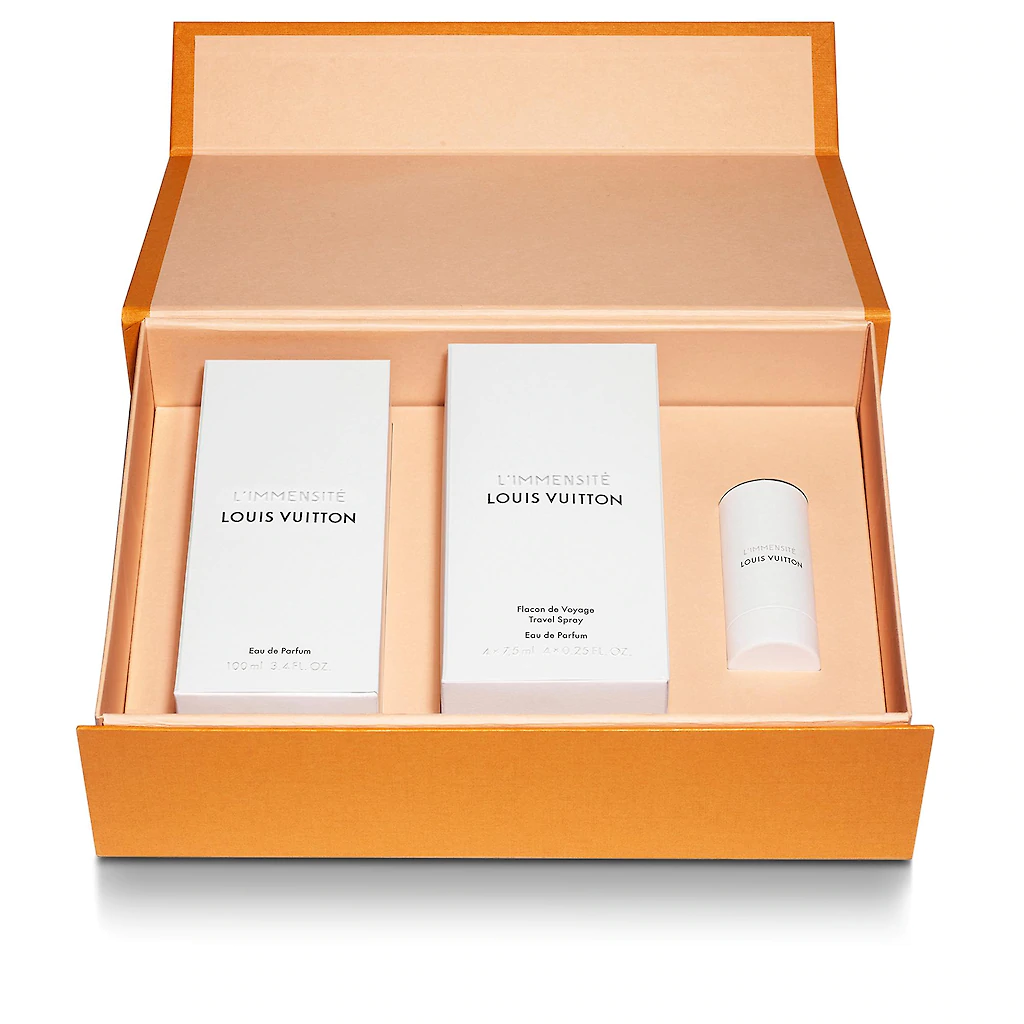 L'IMMENSITÉ
LOUIS VUITTON
Eau de Parfum
100 ml 3.4 FL. OZ.
L'IMMENSITÉ
LOUIS VUITTON
Flacon de Voyage
Travel Spray
Eau de Parfum
4 × 7,5 ml 4 × 0.25 FL. OZ.
L'IMMENSITÉ
LOUIS VUITTON